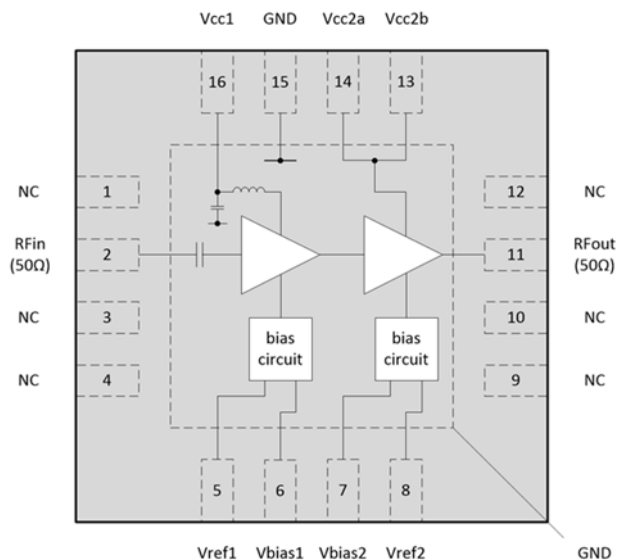 Vcc1 GND Vcc2a Vcc2b
16 15 14 13
NC 1 12 NC
RFin 2 11 RFout
(50Ω) (50Ω)
NC 3 10 NC
bias bias
circuit circuit
NC 4 9 NC
5 6 7 8
Vref1 Vbias1 Vbias2 Vref2 GND